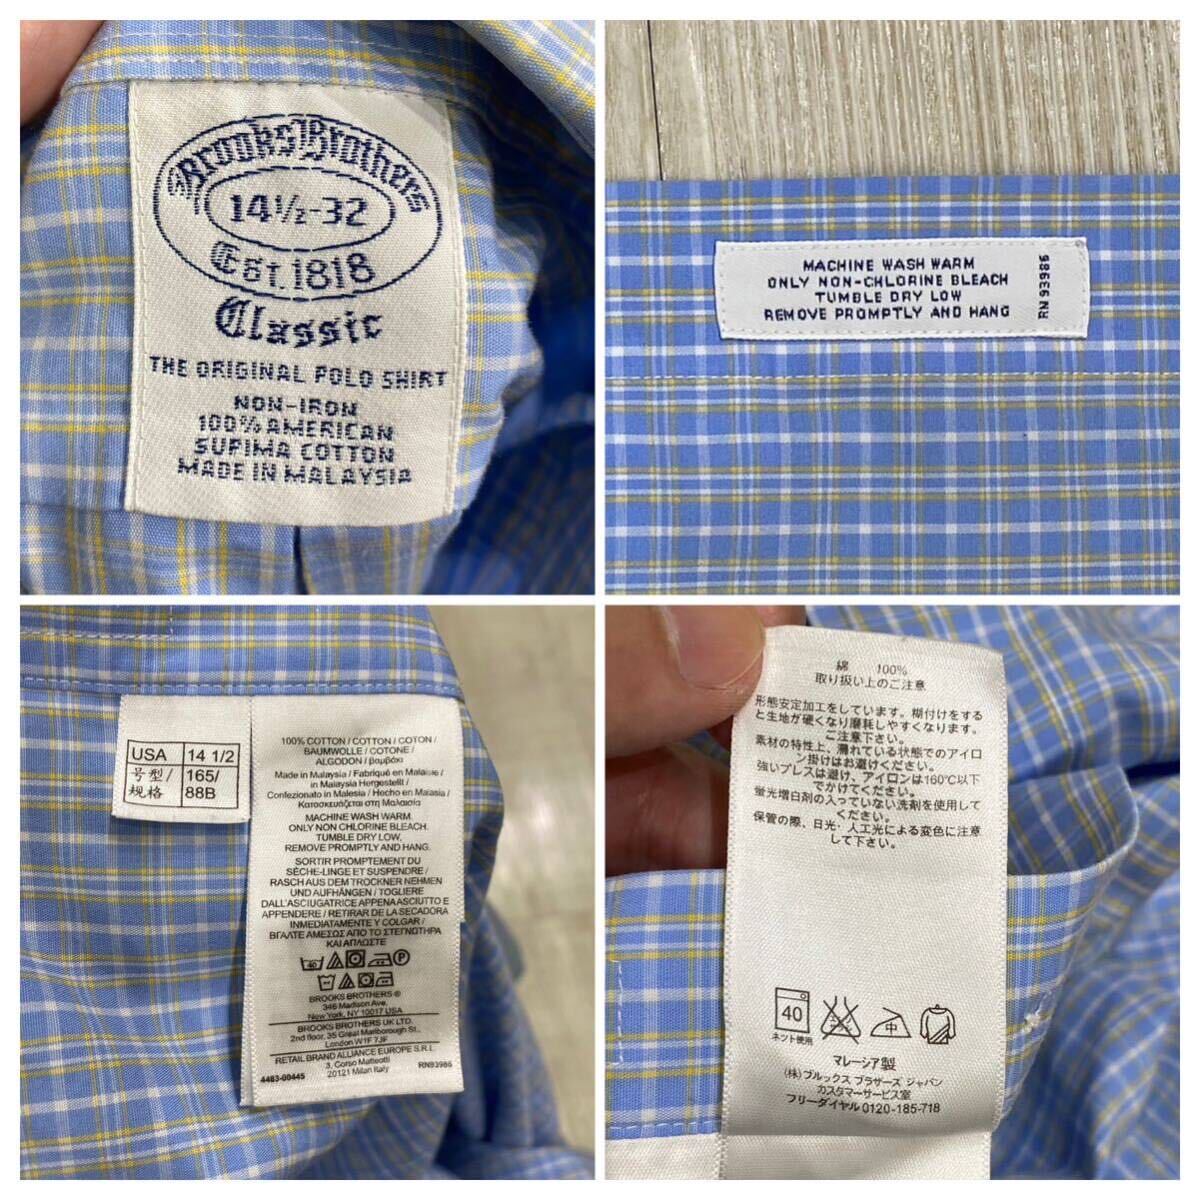 Brooks Brothers
14½-32
Est. 1818
Classic
THE ORIGINAL POLO SHIRT
NON-IRON
100% AMERICAN
SUPIMA COTTON
MADE IN MALAYSIA
MACHINE WASH WARM
ONLY NON-CHLORINE BLEACH
TUMBLE DRY LOW
REMOVE PROMPTLY AND HANG
RN 93986
USA 14 1/2
号型/ 165/
规格 88B
100% COTTON / COTTON / COTON /
BAUMWOLLE / COTONE /
ALGODON / βαμβάκι
Made in Malaysia / Fabriqué en Malaisie /
in Malaysia Hergestellt /
Confezionato in Malesia / Hecho en Malasia /
Κατασκευάζεται στη Μαλαισία
MACHINE WASH WARM.
ONLY NON CHLORINE BLEACH.
TUMBLE DRY LOW,
REMOVE PROMPTLY AND HANG.
SORTIR PROMPTEMENT DU
SÈCHE-LINGE ET SUSPENDRE /
RASCH AUS DEM TROCKNER NEHMEN
UND AUFHÄNGEN / TOGLIERE
DALL'ASCIUGATRICE APPENA ASCIUTTO E
APPENDERE / RETIRAR DE LA SECADORA
INMEDIATAMENTE Y COLGAR /
ΒΓΑΛΤΕ ΑΜΕΣΩΣ ΑΠΟ ΤΟ ΣΤΕΓΝΩΤΗΡΑ
ΚΑΙ ΑΠΛΩΣΤΕ
40
BROOKS BROTHERS ®
346 Madison Ave,
New York, NY 10017 USA
BROOKS BROTHERS UK LTD.
2nd floor, 35 Great Marlborough St.,
London W1F 7JF
RETAIL BRAND ALLIANCE EUROPE S.R.L.
3, Corso Matteotti
20121 Milan Italy
4483-00445
RN93986
綿 100%
取り扱い上のご注意
形態安定加工をしています。糊付けをする
と生地が硬くなり磨耗しやすくなります。
ご注意下さい。
素材の特性上、濡れている状態でのアイロ
ン掛けはお避けください。
強いプレスは避け、アイロンは160℃以下
でかけてください。
蛍光増白剤の入っていない洗剤を使用して
ください。
保管の際、日光・人工光による変色に注意
して下さい。
40
中
ネット使用
マレーシア製
(株)ブルックス ブラザーズ ジャパン
カスタマーサービス室
フリーダイヤル 0120-185-718